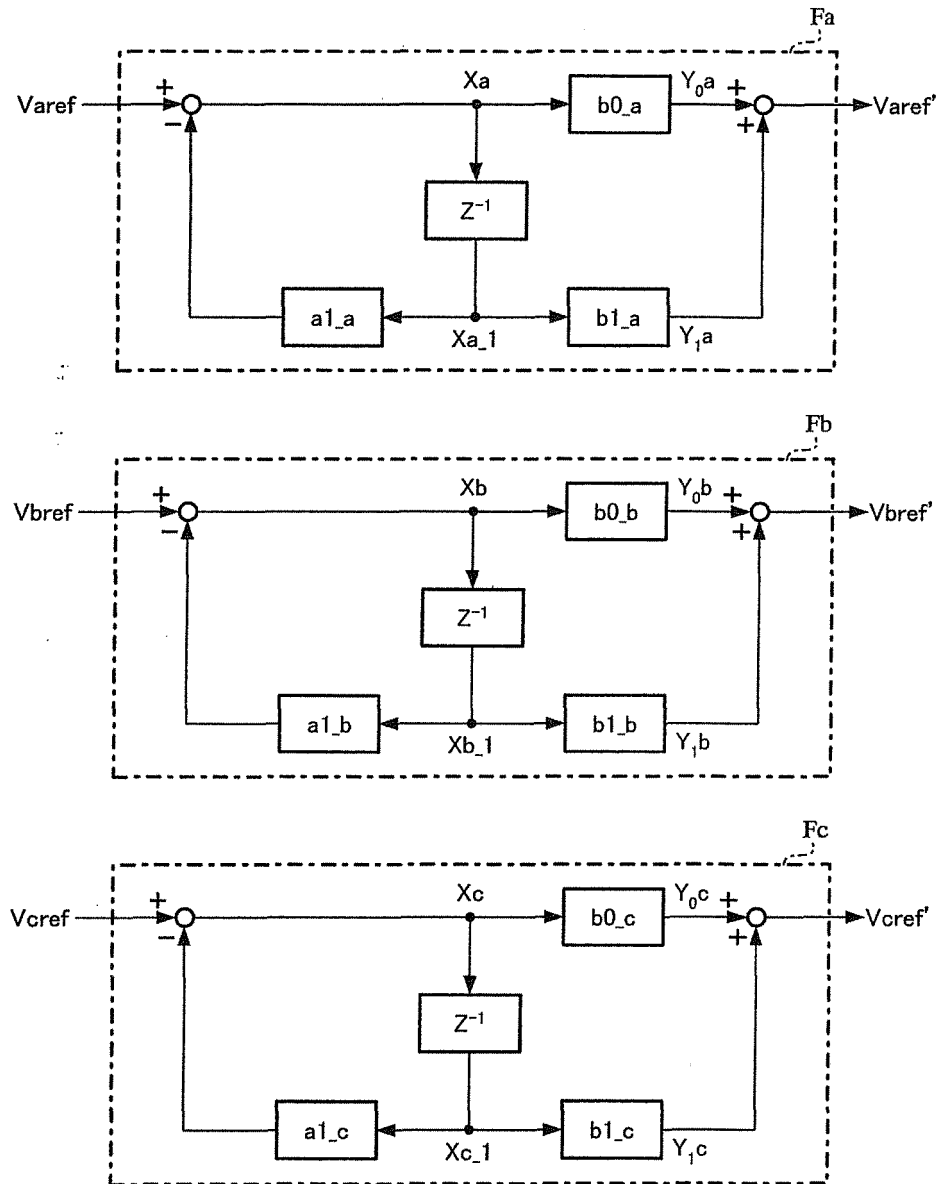 Fa
Xa
Y₀a
Varef
+
−
b0_a
+
+
Varef'
Z⁻¹
a1_a
b1_a
Xa_1
Y₁a
Fb
Xb
Y₀b
Vbref
+
−
b0_b
+
+
Vbref'
Z⁻¹
a1_b
b1_b
Xb_1
Y₁b
Fc
Xc
Y₀c
Vcref
+
−
b0_c
+
+
Vcref'
Z⁻¹
a1_c
b1_c
Xc_1
Y₁c